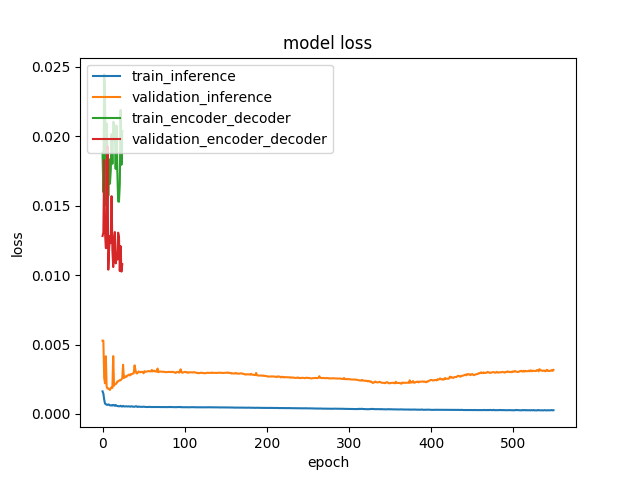 model loss
train_inference
validation_inference
train_encoder_decoder
validation_encoder_decoder
0.025
0.020
0.015
0.010
0.005
0.000
loss
0 100 200 300 400 500
epoch